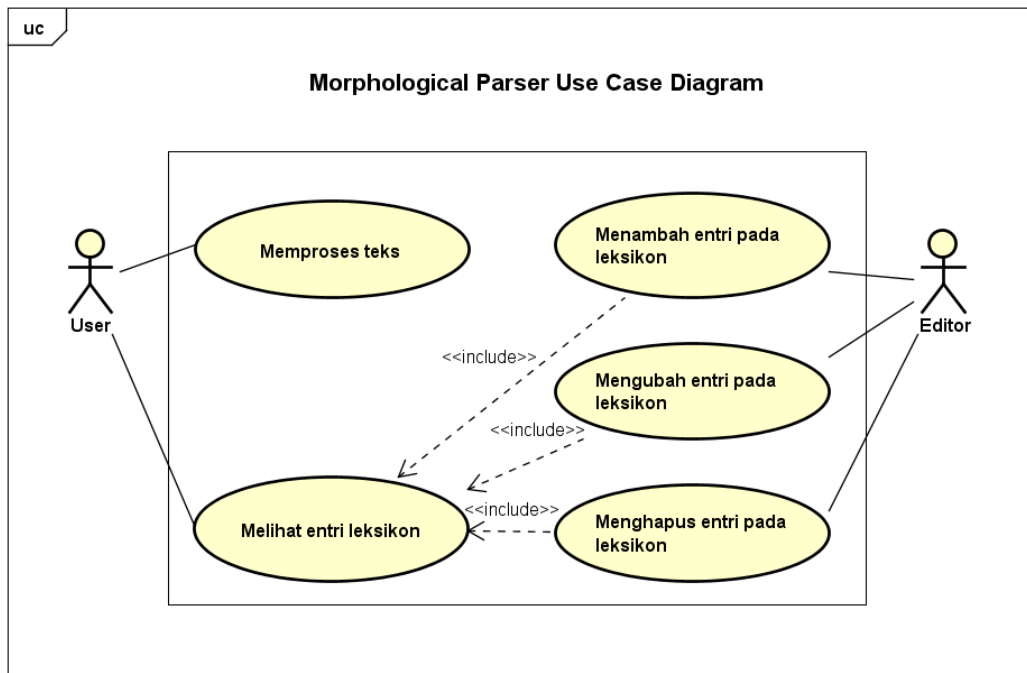 uc
Morphological Parser Use Case Diagram
Memproses teks
Menambah entri pada
leksikon
User
Editor
<<include>>
Mengubah entri pada
leksikon
<<include>>
<<include>>
Melihat entri leksikon
Menghapus entri pada
leksikon